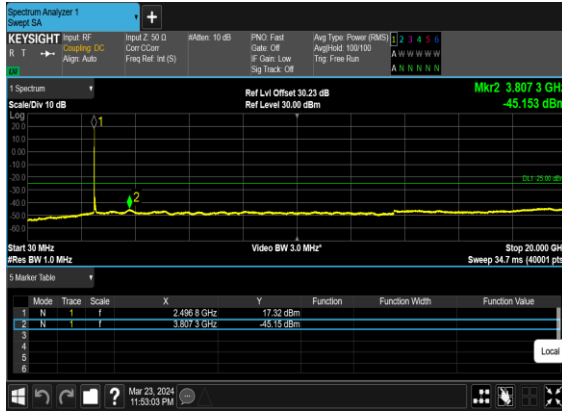 Spectrum Analyzer 1
Swept SA
KEYSIGHT Input: RF Input Z: 50 Ω #Atten: 10 dB PNO: Fast Avg Type: Power (RMS) 1 2 3 4 5 6
R T Coupling: DC Corr CCorr Gate: Off Avg|Hold: 100/100 A W W W W W
Align: Auto Freq Ref: Int (S) IF Gain: Low Trig: Free Run
Sig Track: Off A N N N N N
1 Spectrum Ref Lvl Offset 30.23 dB Mkr2 3.807 3 GHz
Scale/Div 10 dB Ref Level 30.00 dBm -45.153 dBm
Log
20.0
10.0
0.00
-10.0
-20.0
-30.0
-40.0
-50.0
-60.0
1
2
DL1 -25.00 dBm
Start 30 MHz Video BW 3.0 MHz* Stop 20.000 GHz
#Res BW 1.0 MHz Sweep 34.7 ms (40001 pts)
5 Marker Table
Mode Trace Scale X Y Function Function Width Function Value
1 N 1 f 2.496 8 GHz 17.32 dBm
2 N 1 f 3.807 3 GHz -45.15 dBm
3
4
5
6
Local
? Mar 23, 2024
11:53:03 PM